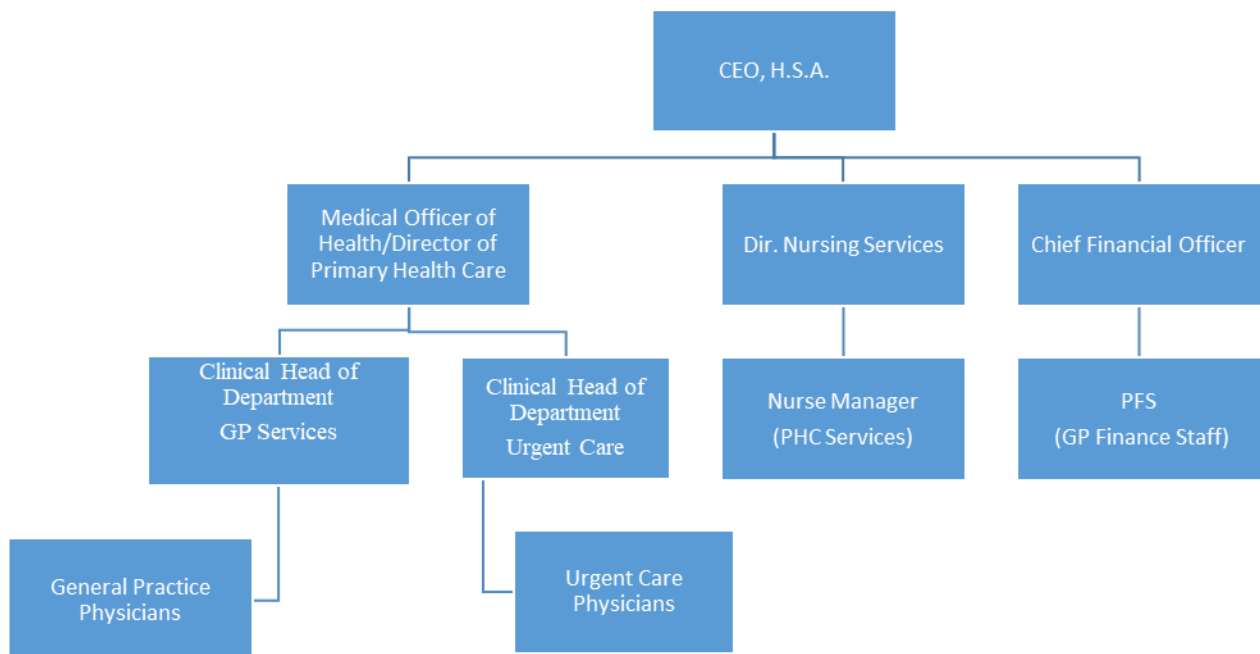 CEO, H.S.A.
Medical Officer of
Health/Director of
Primary Health Care
Dir. Nursing Services
Chief Financial Officer
Clinical Head of
Department
GP Services
Clinical Head of
Department
Urgent Care
Nurse Manager
(PHC Services)
PFS
(GP Finance Staff)
General Practice
Physicians
Urgent Care
Physicians